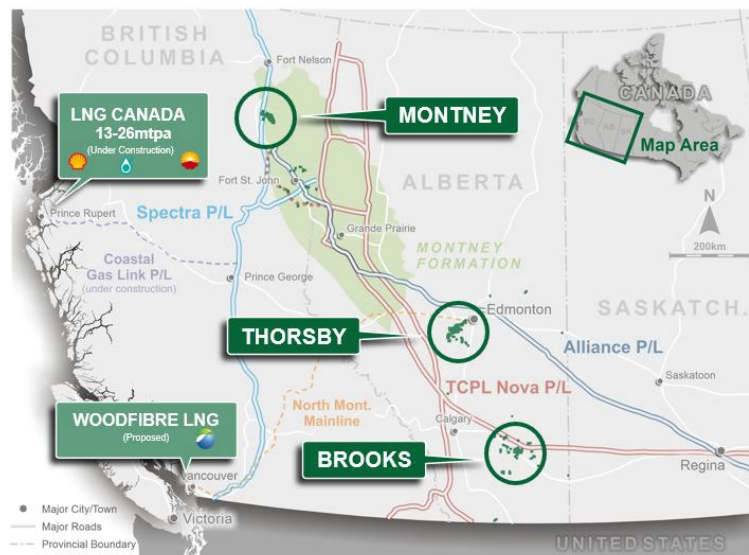 BRITISH
COLUMBIA
Fort Nelson
LNG CANADA
13-26mtpa
(Under Construction)
MONTNEY
CANADA
BC
AB
SK
Map Area
N
200km
Fort St. John
ALBERTA
Prince Rupert
Spectra P/L
Grande Prairie
MONTNEY
FORMATION
Coastal
Gas Link P/L
(under construction)
Prince George
SASKATCH.
Edmonton
THORSBY
Alliance P/L
Saskatoon
TCPL Nova P/L
WOODFIBRE LNG
(Proposed)
North Mont.
Mainline
Calgary
BROOKS
Regina
Vancouver
Victoria
Major City/Town
Major Roads
Provincial Boundary
UNITED STATES